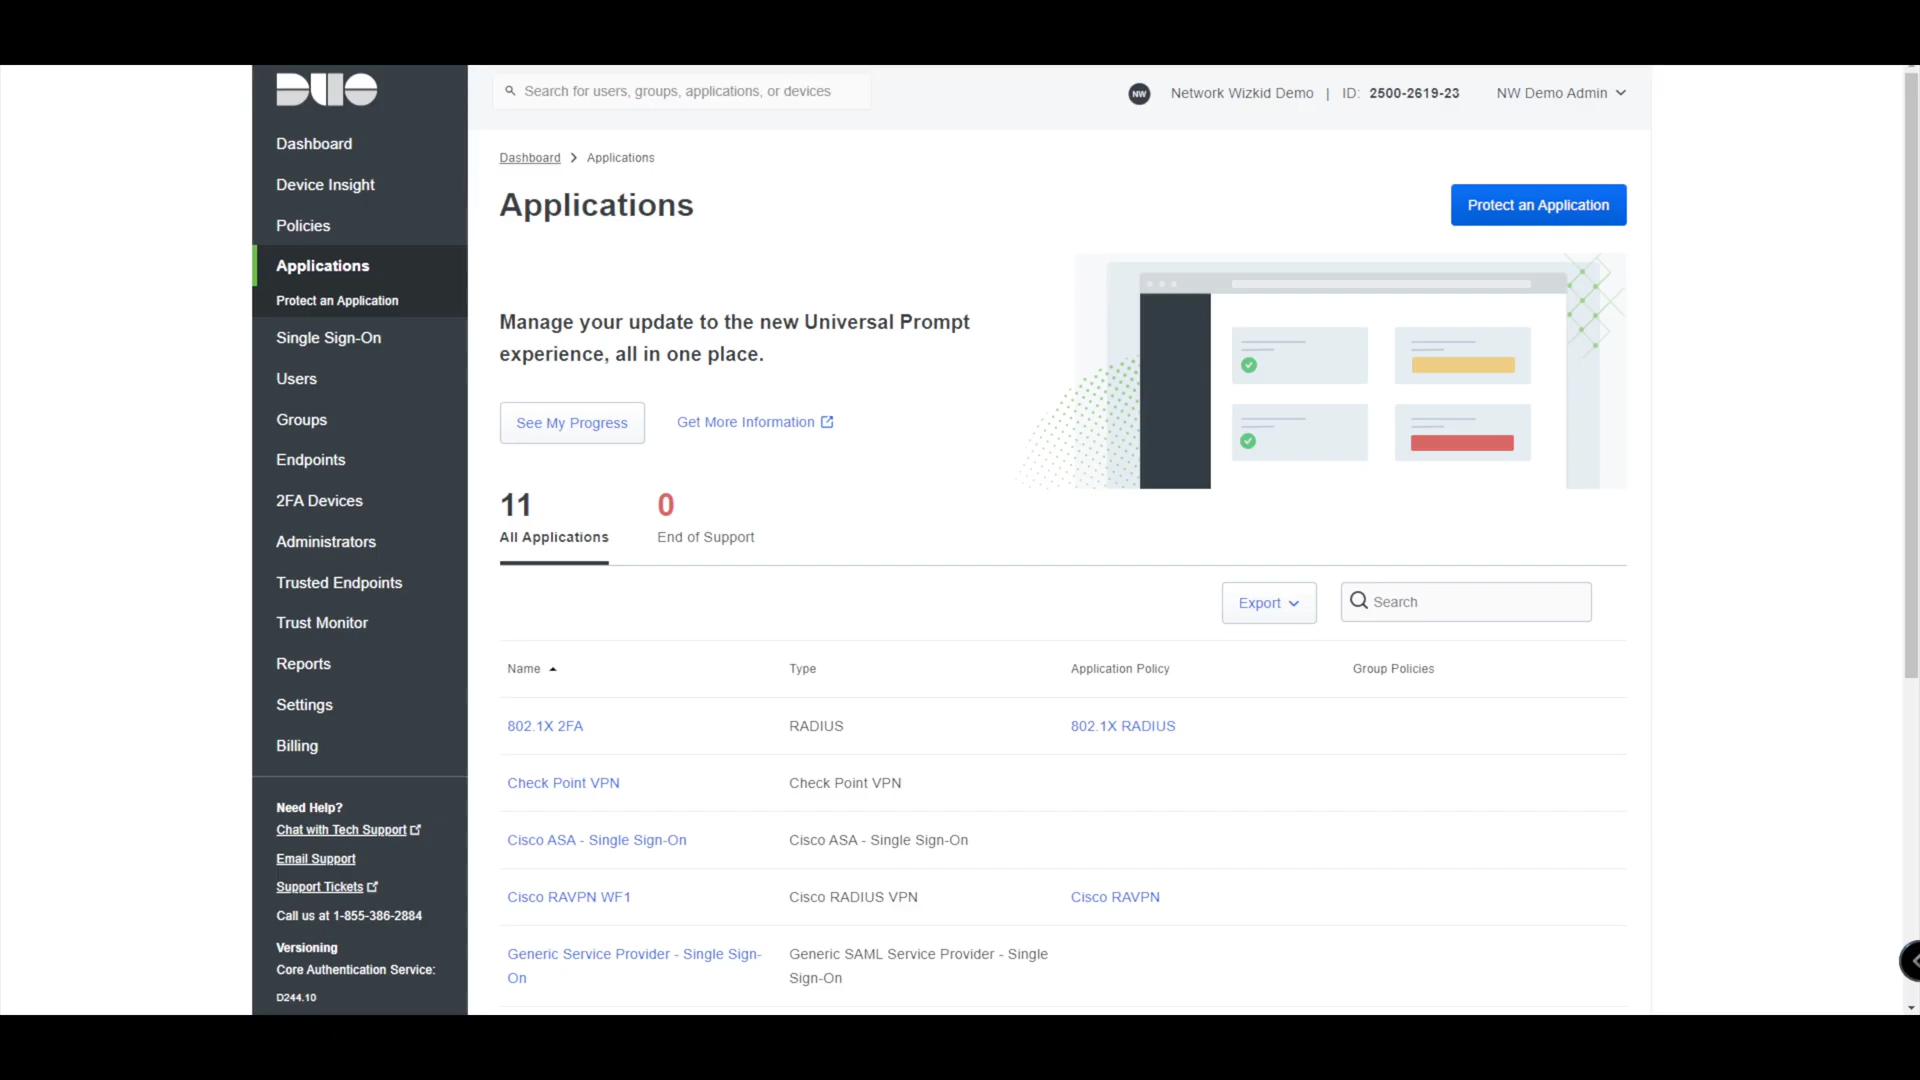 DUO
Dashboard
Device Insight
Policies
Applications
Protect an Application
Single Sign-On
Users
Groups
Endpoints
2FA Devices
Administrators
Trusted Endpoints
Trust Monitor
Reports
Settings
Billing
Need Help?
Chat with Tech Support
Email Support
Support Tickets
Call us at 1-855-386-2884
Versioning
Core Authentication Service:
D244.10
Search for users, groups, applications, or devices
NW Network Wizkid Demo | ID: 2500-2619-23 NW Demo Admin
Dashboard Applications
Applications
Protect an Application
Manage your update to the new Universal Prompt
experience, all in one place.
See My Progress Get More Information
11 0
All Applications End of Support
Export Search
Name Type Application Policy Group Policies
802.1X 2FA RADIUS 802.1X RADIUS
Check Point VPN Check Point VPN
Cisco ASA - Single Sign-On Cisco ASA - Single Sign-On
Cisco RAVPN WF1 Cisco RADIUS VPN Cisco RAVPN
Generic Service Provider - Single Sign- Generic SAML Service Provider - Single
On Sign-On